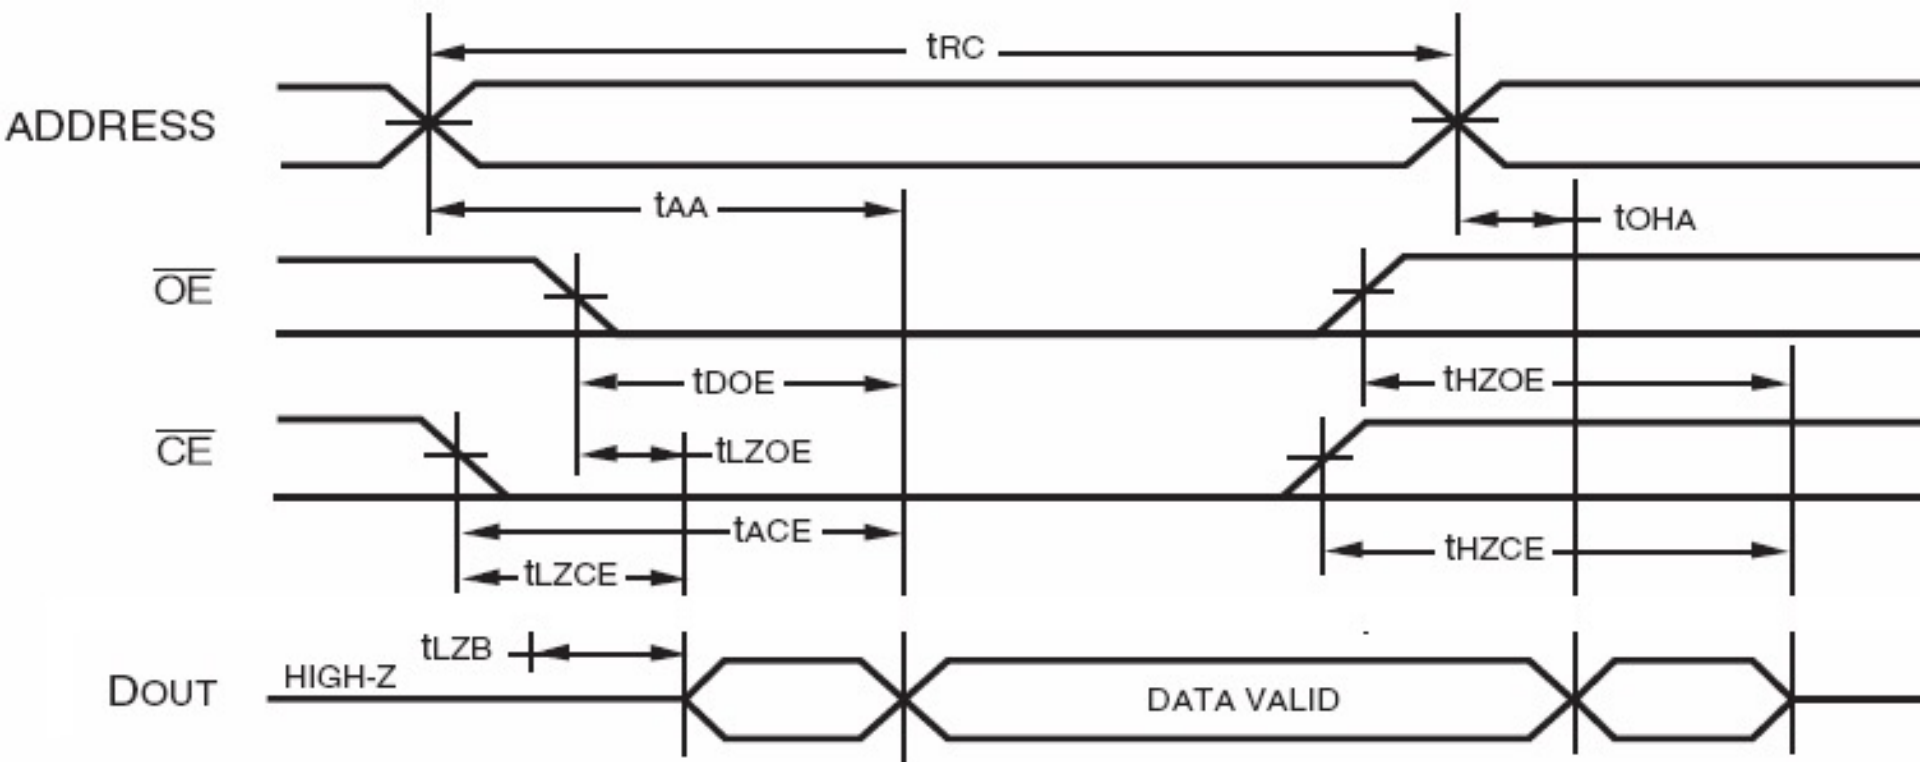 tRC
ADDRESS
tAA
tOHA
OE
tDOE
tHZOE
CE
tLZOE
tACE
tHZCE
tLZCE
tLZB
DOUT
HIGH-Z
DATA VALID